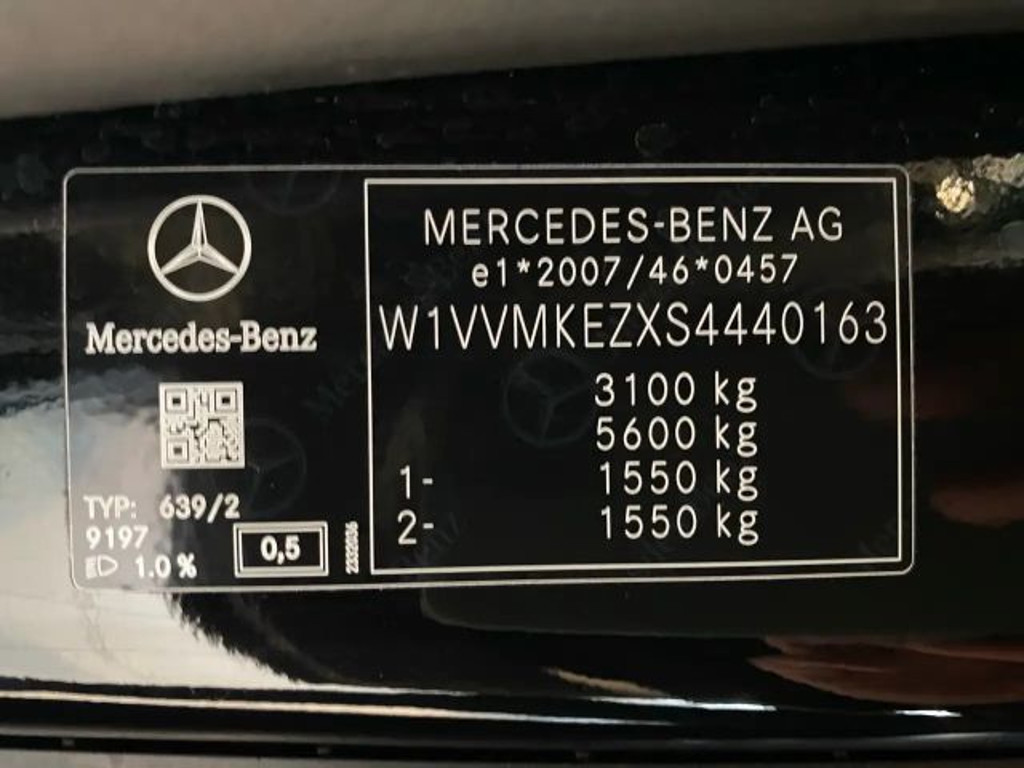 Mercedes-Benz
TYP: 639/2
9197
1.0 %
0,5
2332036
MERCEDES-BENZ AG
e1*2007/46*0457
W1VVMKEZXS4440163
3100 kg
5600 kg
1- 1550 kg
2- 1550 kg